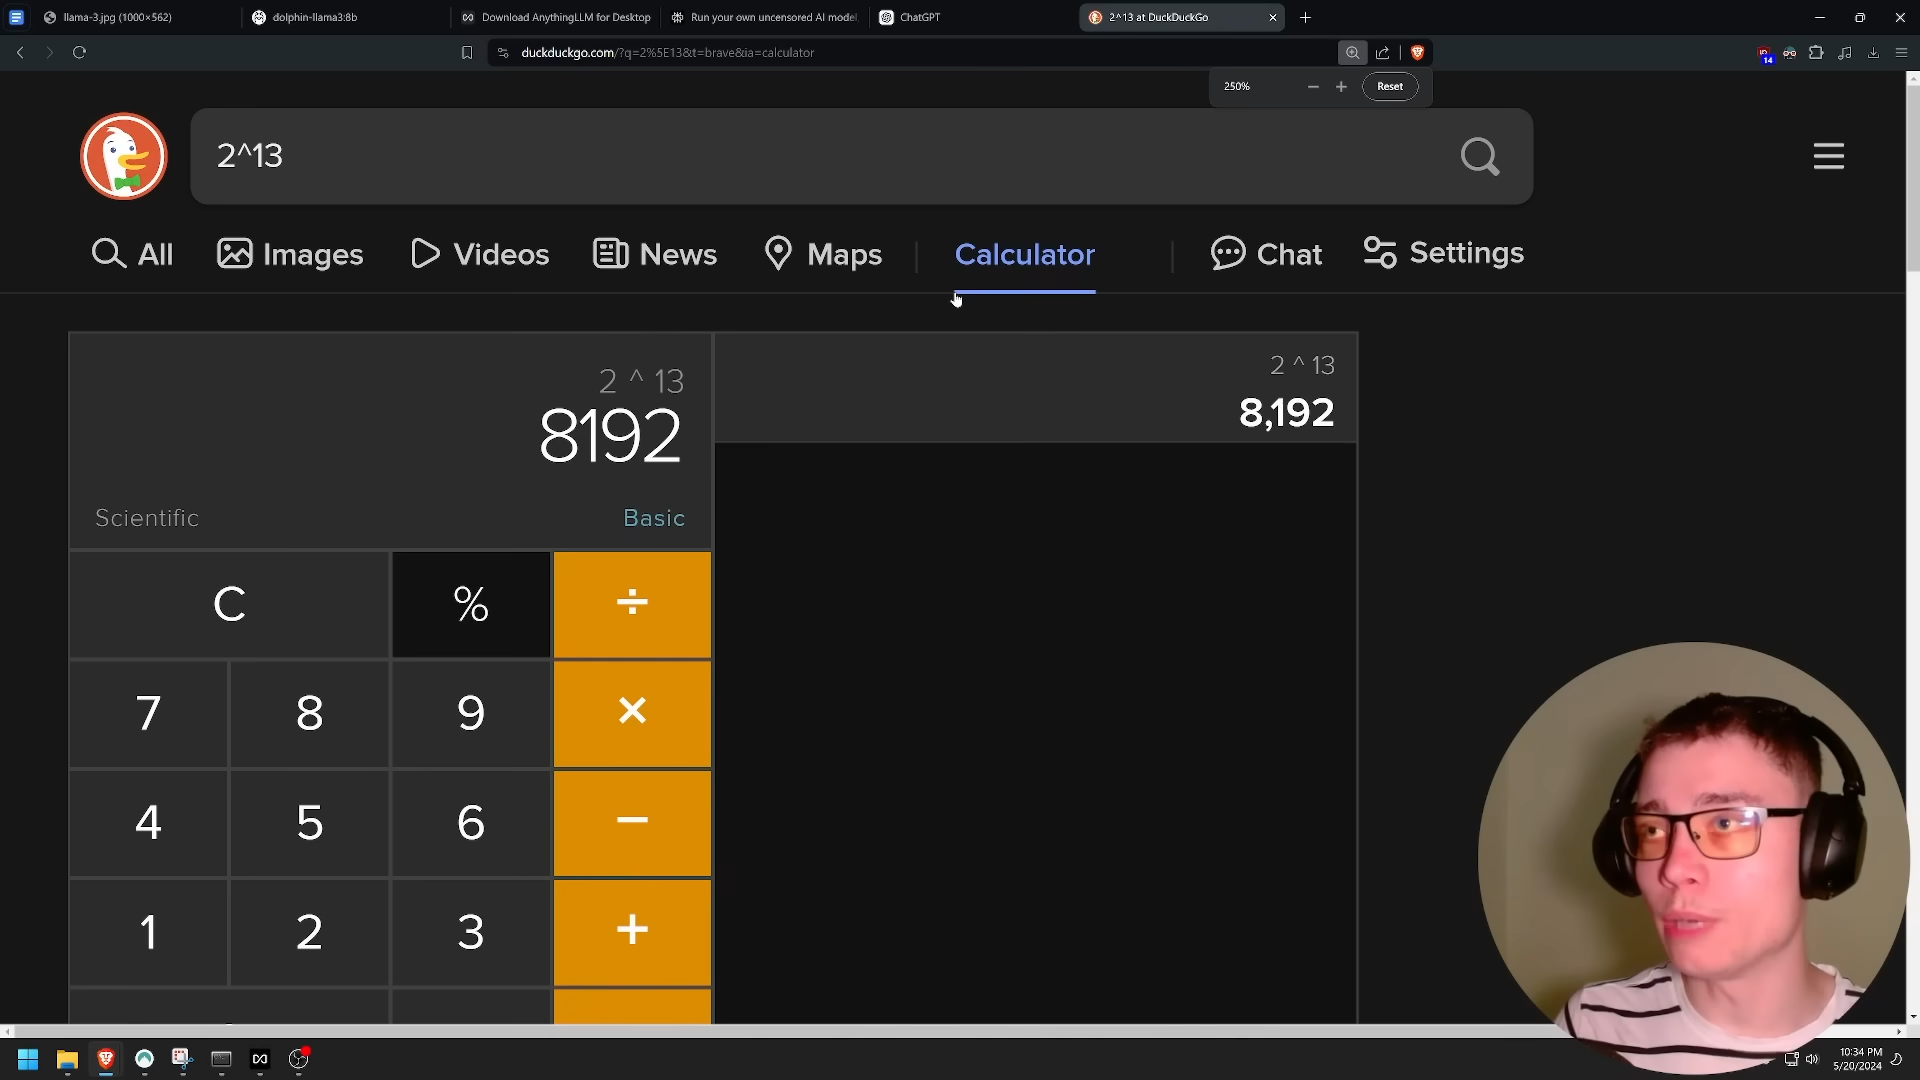 llama-3.jpg (1000×562)
dolphin-llama3:8b
Download AnythingLLM for Desktop
Run your own uncensored AI model
ChatGPT
2^13 at DuckDuckGo
duckduckgo.com/?q=2%5E13&t=brave&ia=calculator
14
250%
Reset
2^13
All
Images
Videos
News
Maps
Calculator
Chat
Settings
2 ^ 13
8192
2 ^ 13
8,192
Scientific
Basic
C % ÷
7 8 9 ×
4 5 6 −
1 2 3 +
10:34 PM
5/20/2024